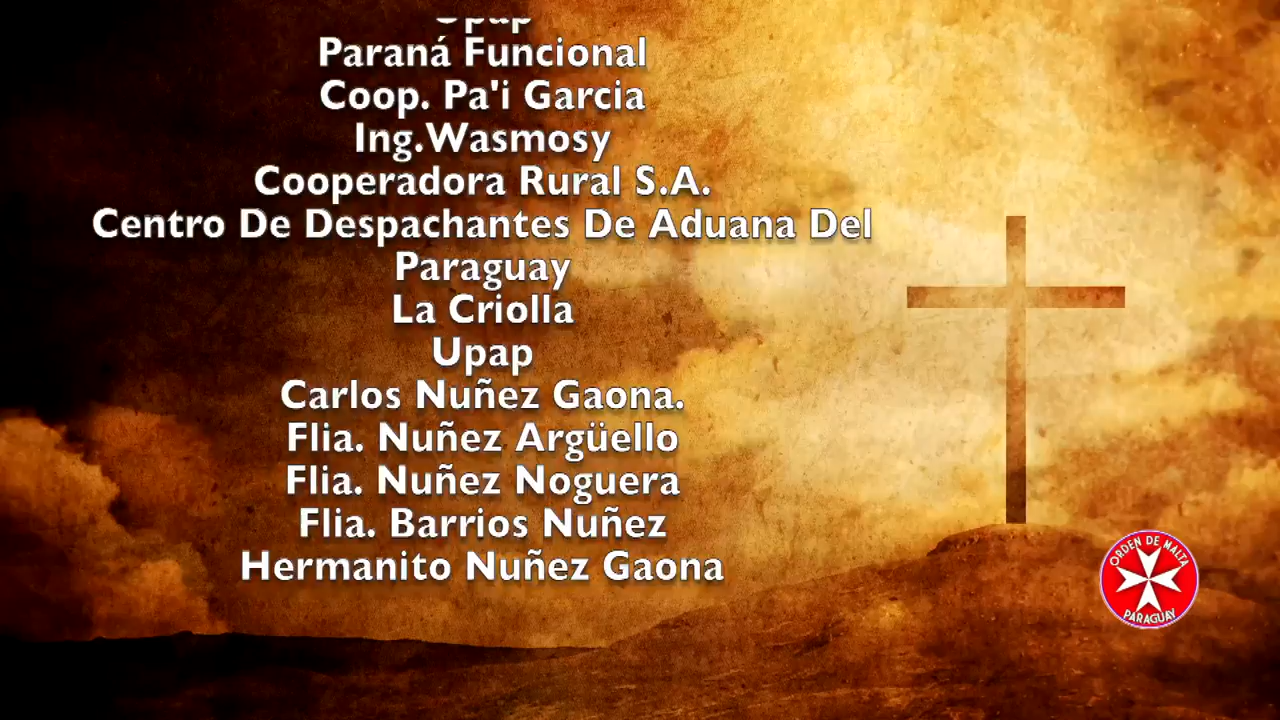 Paraná Funcional
Coop. Pa'i Garcia
Ing.Wasmosy
Cooperadora Rural S.A.
Centro De Despachantes De Aduana Del
Paraguay
La Criolla
Upap
Carlos Nuñez Gaona.
Flia. Nuñez Argüello
Flia. Nuñez Noguera
Flia. Barrios Nuñez
Hermanito Nuñez Gaona
ORDEN DE MALTA
PARAGUAY